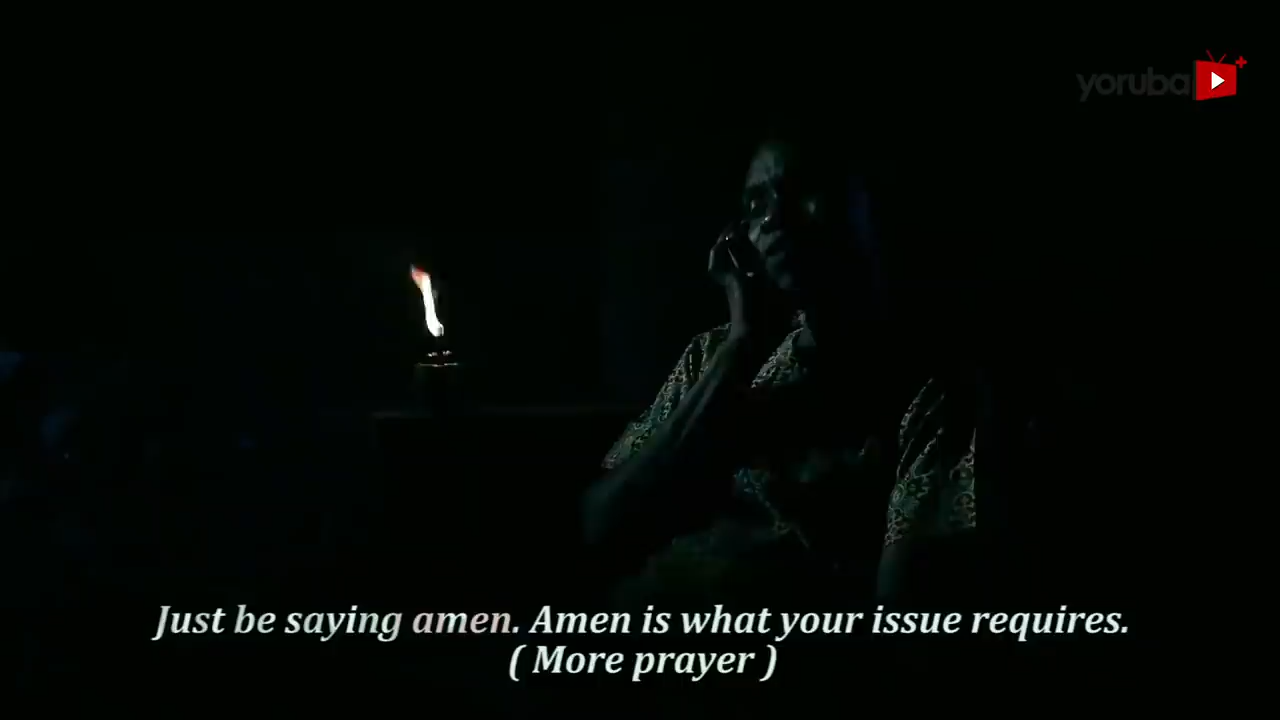 yoruba
Just be saying amen. Amen is what your issue requires.
( More prayer )